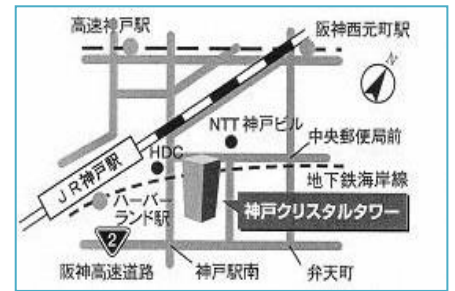 高速神戸駅
阪神西元町駅
N
NTT 神戸ビル
中央郵便局前
HDC
JR神戸駅
地下鉄海岸線
ハーバー
ランド駅
神戸クリスタルタワー
2
阪神高速道路
神戸駅南
弁天町